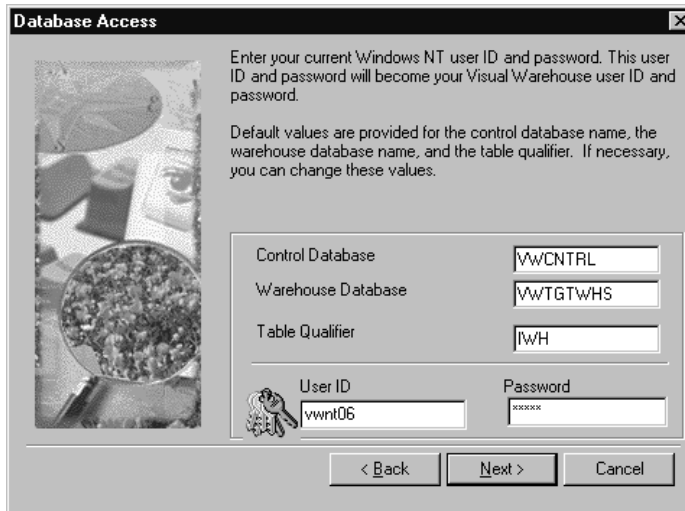 Database Access
Enter your current Windows NT user ID and password. This user
ID and password will become your Visual Warehouse user ID and
password.
Default values are provided for the control database name, the
warehouse database name, and the table qualifier. If necessary,
you can change these values.
Control Database
VWCNTRL
Warehouse Database
VWTGTWHS
Table Qualifier
IWH
User ID
Password
vwnt06
xxxxx
< Back
Next >
Cancel